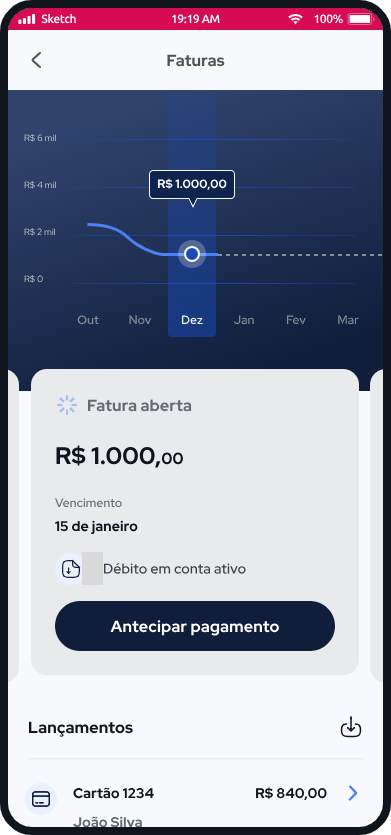 Sketch 19:19 AM 100%
Faturas
R$ 6 mil
R$ 4 mil
R$ 1.000,00
R$ 2 mil
R$ 0
Out Nov Dez Jan Fev Mar
Fatura aberta
R$ 1.000,00
Vencimento
15 de janeiro
Débito em conta ativo
Antecipar pagamento
Lançamentos
Cartão 1234 R$ 840,00
João Silva